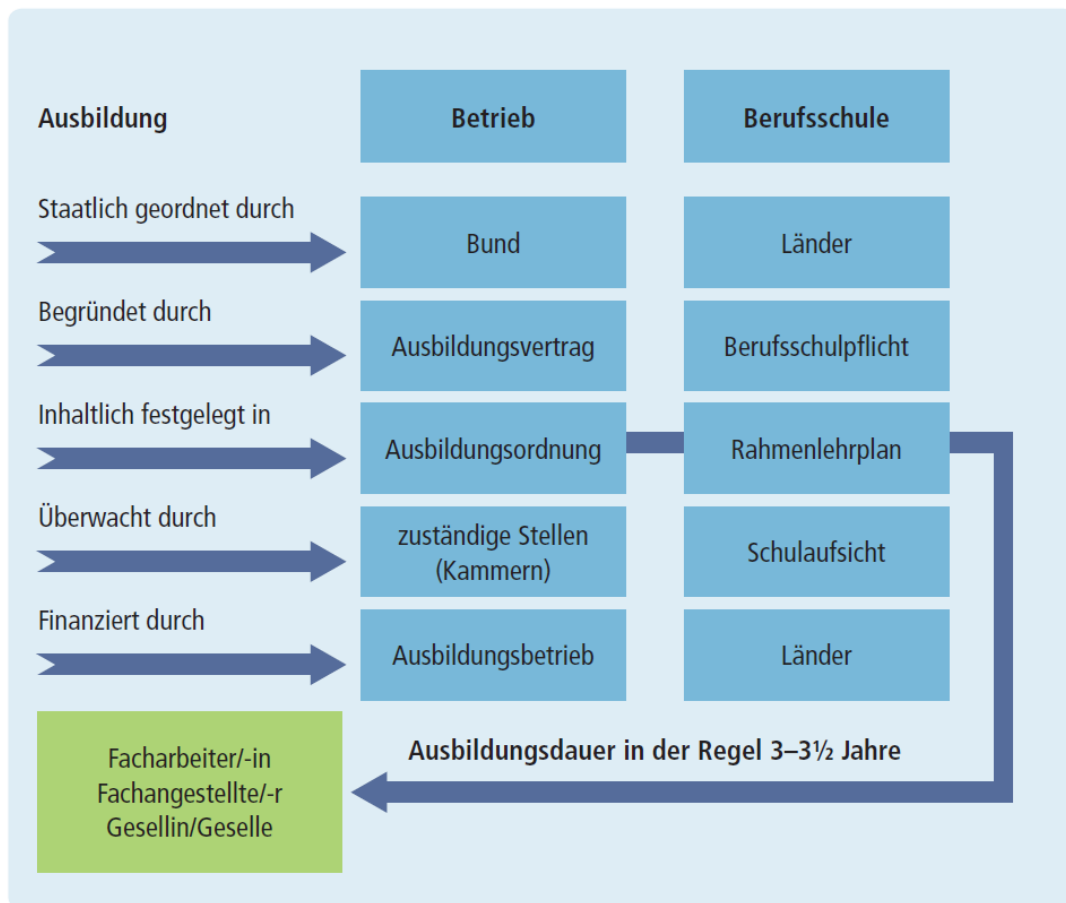 Ausbildung
Betrieb
Berufsschule
Staatlich geordnet durch
Bund
Länder
Begründet durch
Ausbildungsvertrag
Berufsschulpflicht
Inhaltlich festgelegt in
Ausbildungsordnung
Rahmenlehrplan
Überwacht durch
zuständige Stellen
(Kammern)
Schulaufsicht
Finanziert durch
Ausbildungsbetrieb
Länder
Facharbeiter/-in
Fachangestellte/-r
Gesellin/Geselle
Ausbildungsdauer in der Regel 3–3½ Jahre